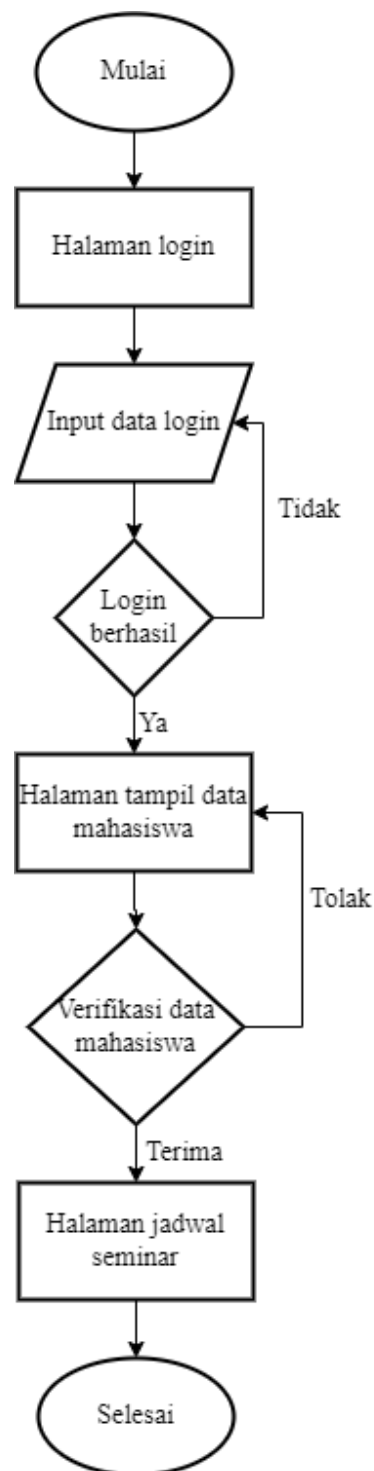 Mulai
Halaman login
Input data login
Tidak
Login
berhasil
Ya
Halaman tampil data
mahasiswa
Tolak
Verifikasi data
mahasiswa
Terima
Halaman jadwal
seminar
Selesai